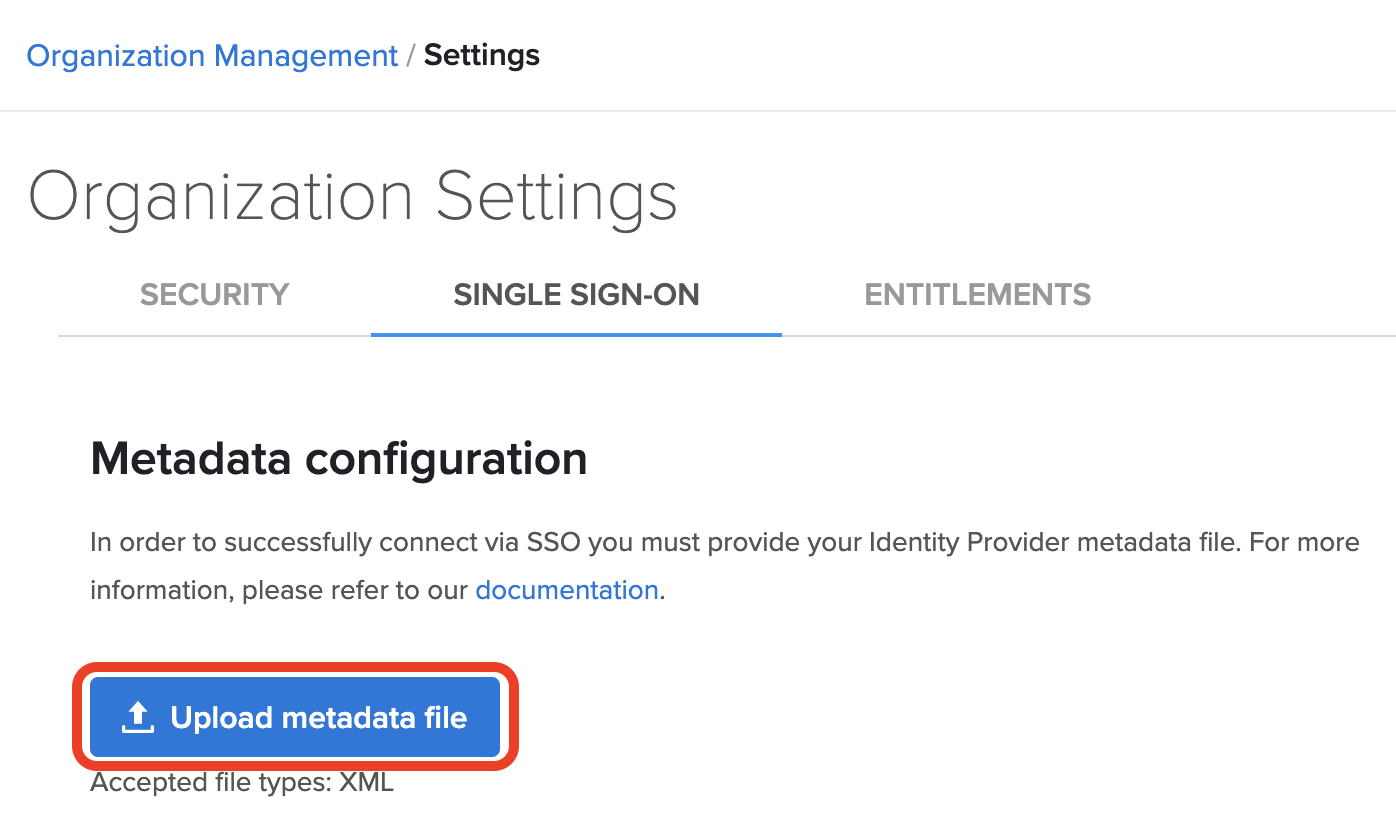 Organization Management / Settings
Organization Settings
SECURITY SINGLE SIGN-ON ENTITLEMENTS
Metadata configuration
In order to successfully connect via SSO you must provide your Identity Provider metadata file. For more
information, please refer to our documentation.
Upload metadata file
Accepted file types: XML